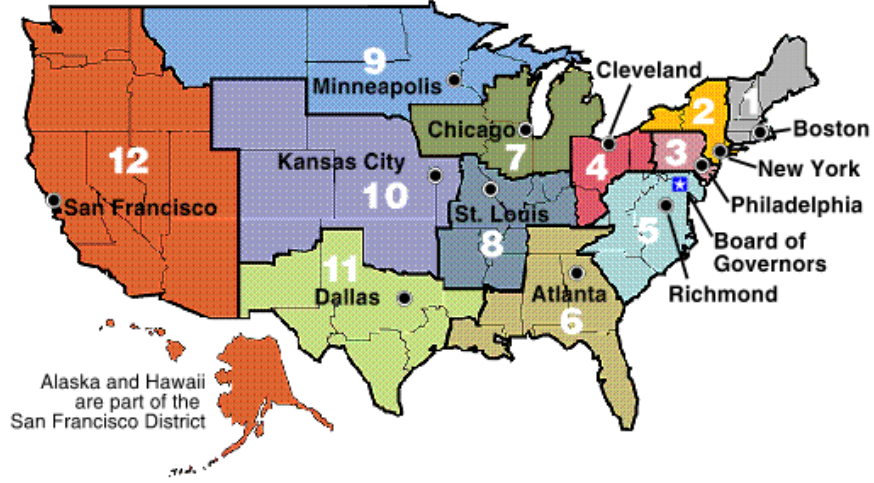 Cleveland
9
Minneapolis
2
1
Chicago
Boston
7
3
12
Kansas City
4
New York
10
San Francisco
St. Louis
Philadelphia
5
8
Board of
Governors
11
Dallas
Atlanta
Richmond
6
Alaska and Hawaii
are part of the
San Francisco District